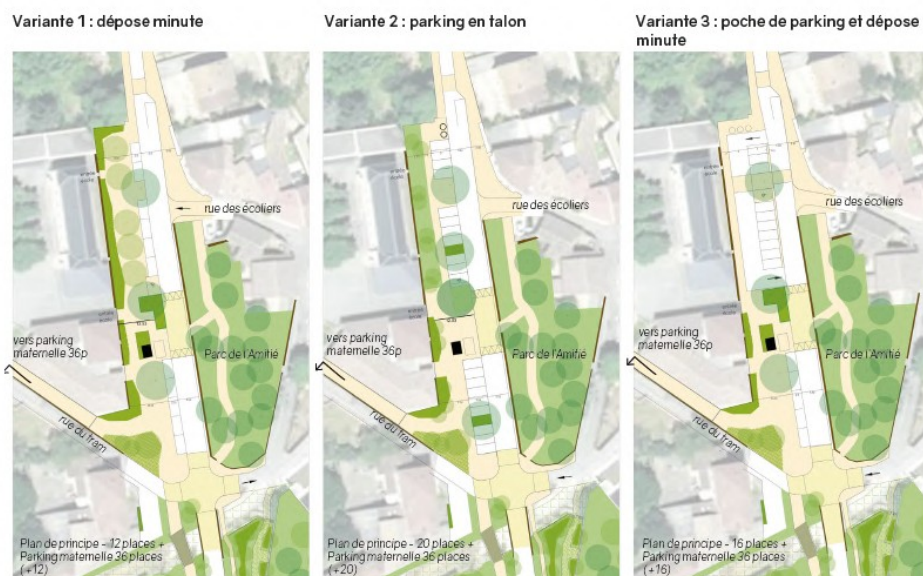 Variante 1 : dépose minute
Variante 2 : parking en talon
Variante 3 : poche de parking et dépose
minute
rue des écoliers
vers parking
maternelle 36p
Parc de l'Amitié
rue du tram
Plan de principe - 12 places +
Parking maternelle 36 places
(+12)
rue des écoliers
vers parking
maternelle 36p
Parc de l'Amitié
rue du tram
Plan de principe - 20 places +
Parking maternelle 36 places
(+20)
rue des écoliers
vers parking
maternelle 36p
Parc de l'Amitié
rue du tram
Plan de principe - 16 places +
Parking maternelle 36 places
(+16)